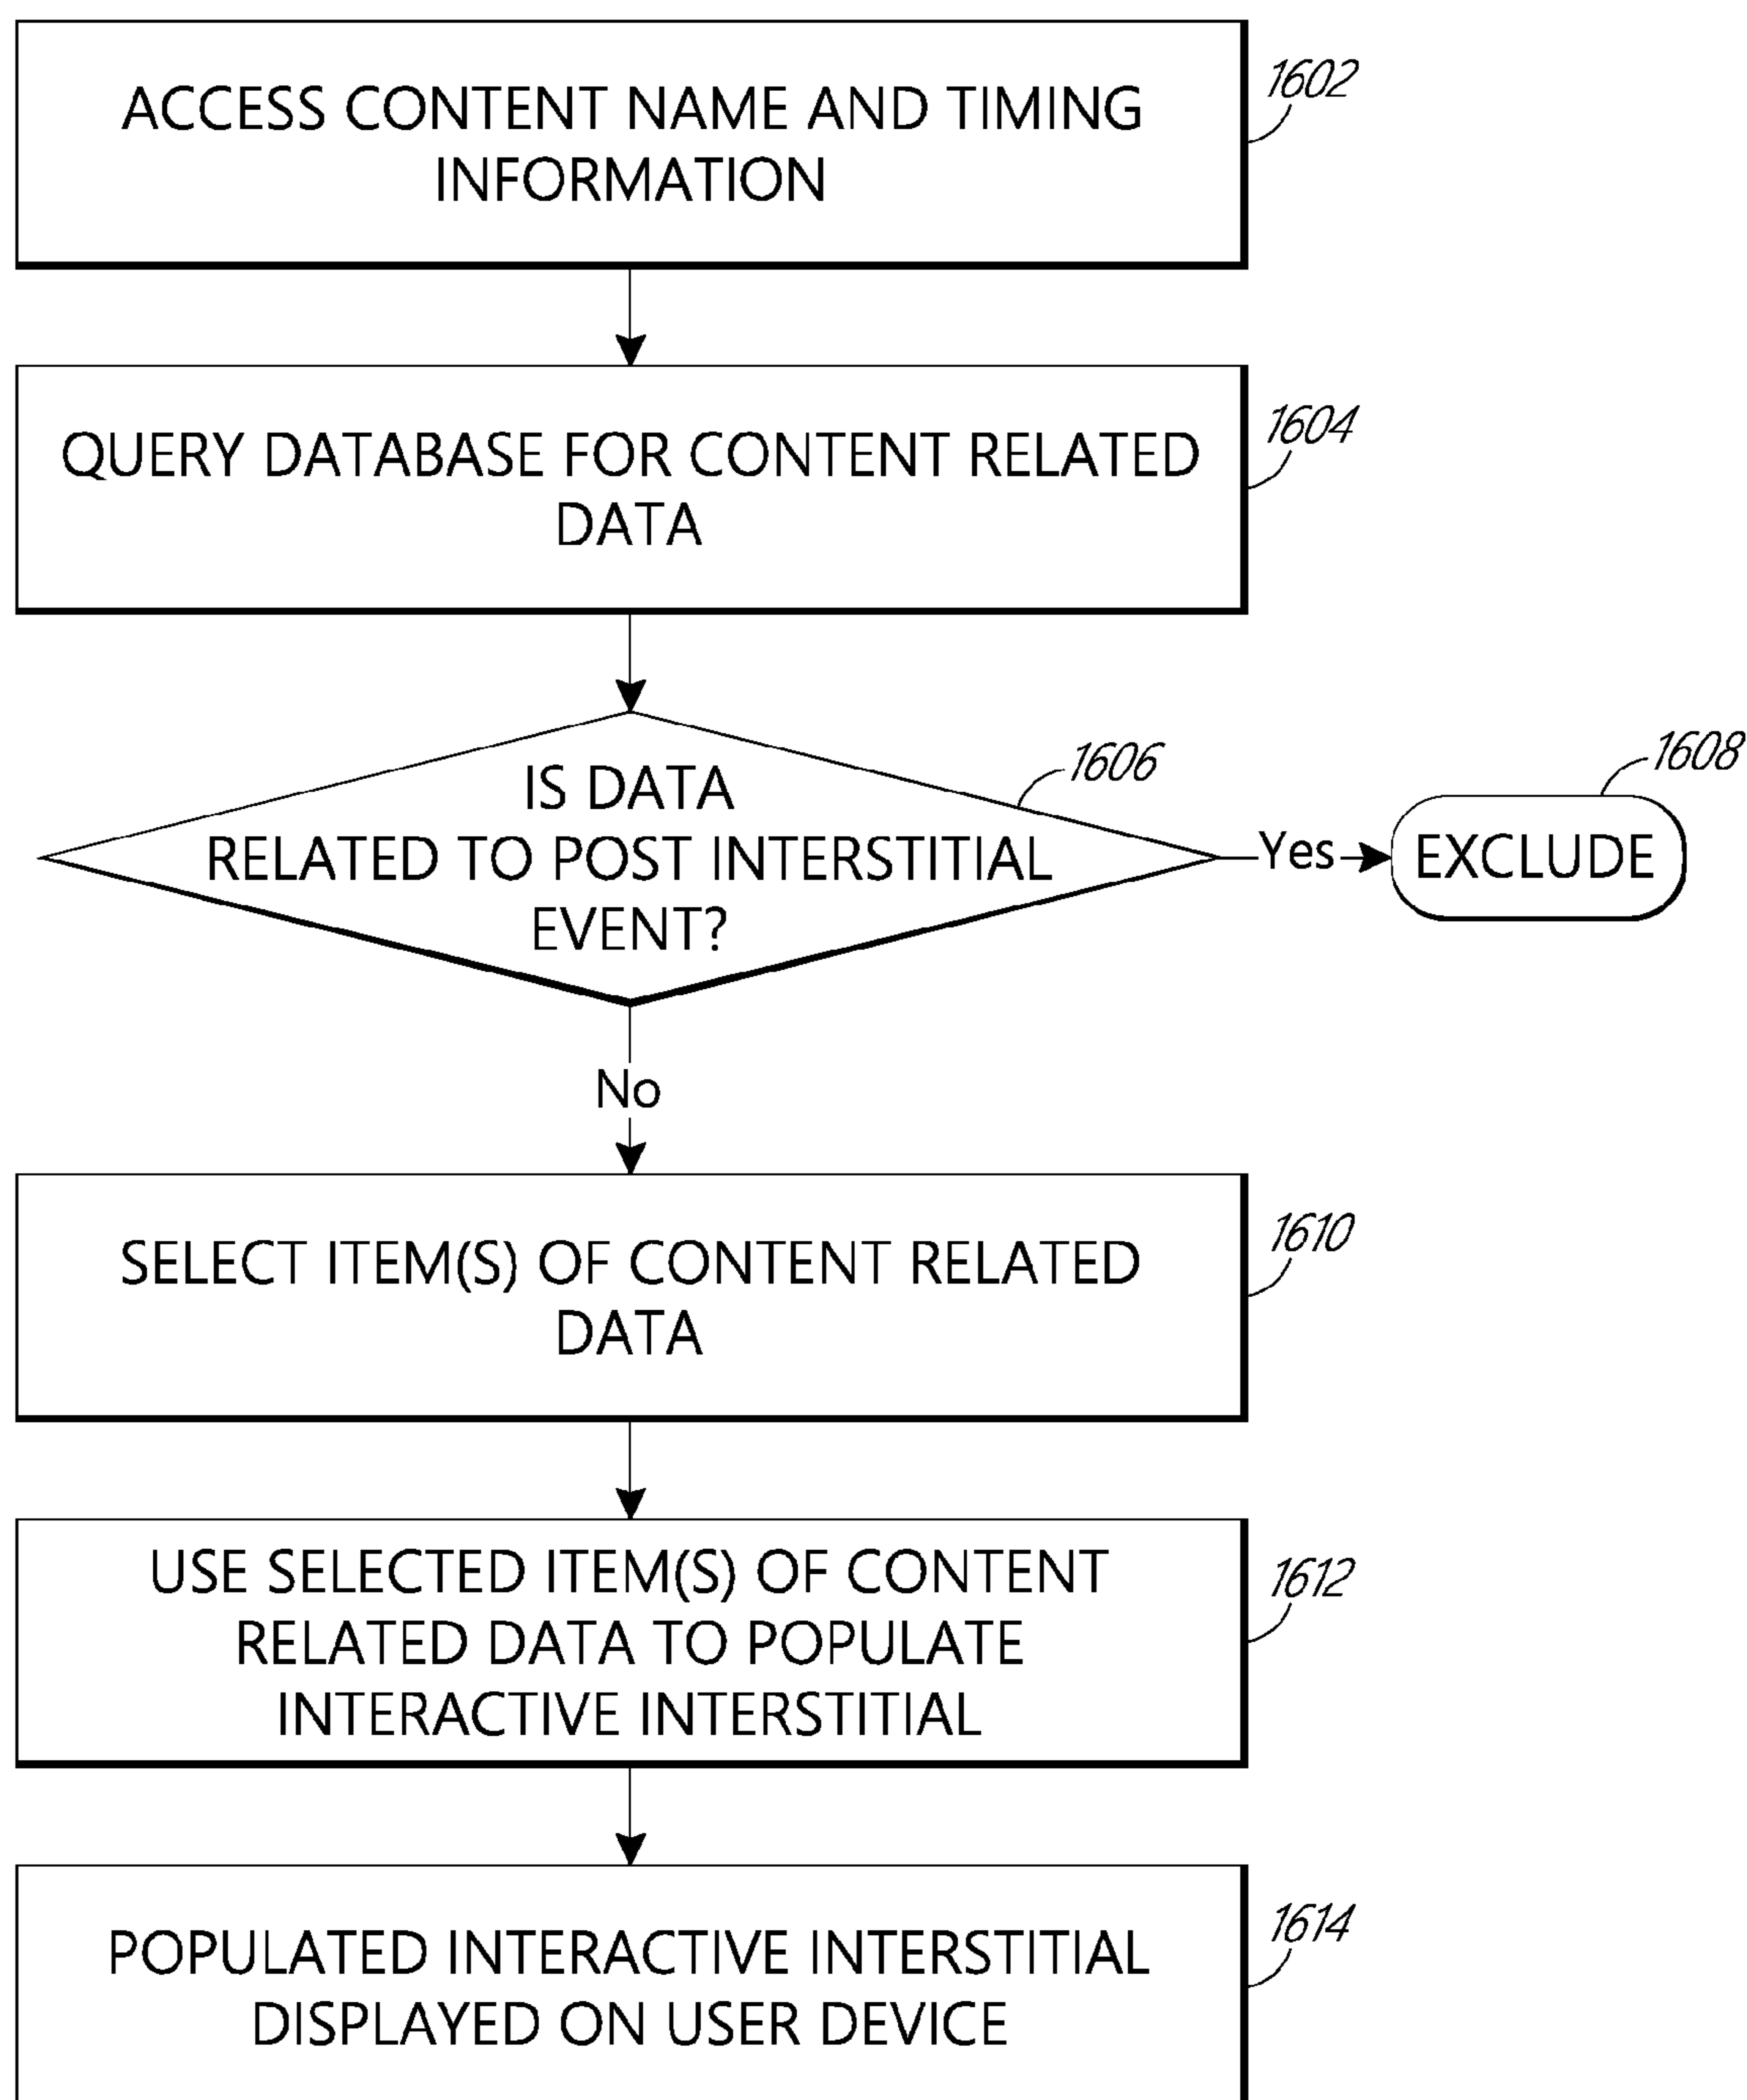 ACCESS CONTENT NAME AND TIMING
INFORMATION
1602
QUERY DATABASE FOR CONTENT RELATED
DATA
1604
IS DATA
RELATED TO POST INTERSTITIAL
EVENT?
1606
Yes
EXCLUDE
1608
No
SELECT ITEM(S) OF CONTENT RELATED
DATA
1610
USE SELECTED ITEM(S) OF CONTENT
RELATED DATA TO POPULATE
INTERACTIVE INTERSTITIAL
1612
POPULATED INTERACTIVE INTERSTITIAL
DISPLAYED ON USER DEVICE
1614